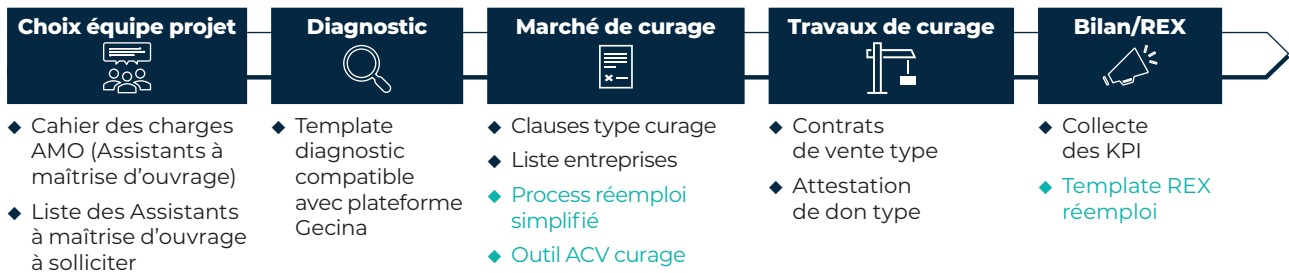 Choix équipe projet
Cahier des charges
AMO (Assistants à
maîtrise d'ouvrage)
Liste des Assistants
à maîtrise d'ouvrage
à solliciter
Diagnostic
Template
diagnostic
compatible
avec plateforme
Gecina
Marché de curage
Clauses type curage
Liste entreprises
Process réemploi
simplifié
Outil ACV curage
Travaux de curage
Contrats
de vente type
Attestation
de don type
Bilan/REX
Collecte
des KPI
Template REX
réemploi